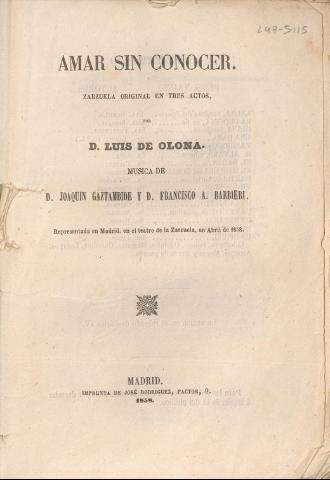 L47-5115
AMAR SIN CONOCER.
ZARZUELA ORIGINAL EN TRES ACTOS,
POR
D. LUIS DE OLONA.
MUSICA DE
D. JOAQUIN GAZTAMBIDE Y D. FRANCISCO A. BARBIERI.
Representada en Madrid, en el teatro de la Zarzuela, en Abril de 1858.
MADRID.
IMPRENTA DE JOSÉ RODRIGUEZ, FACTOR, 9.
1858.